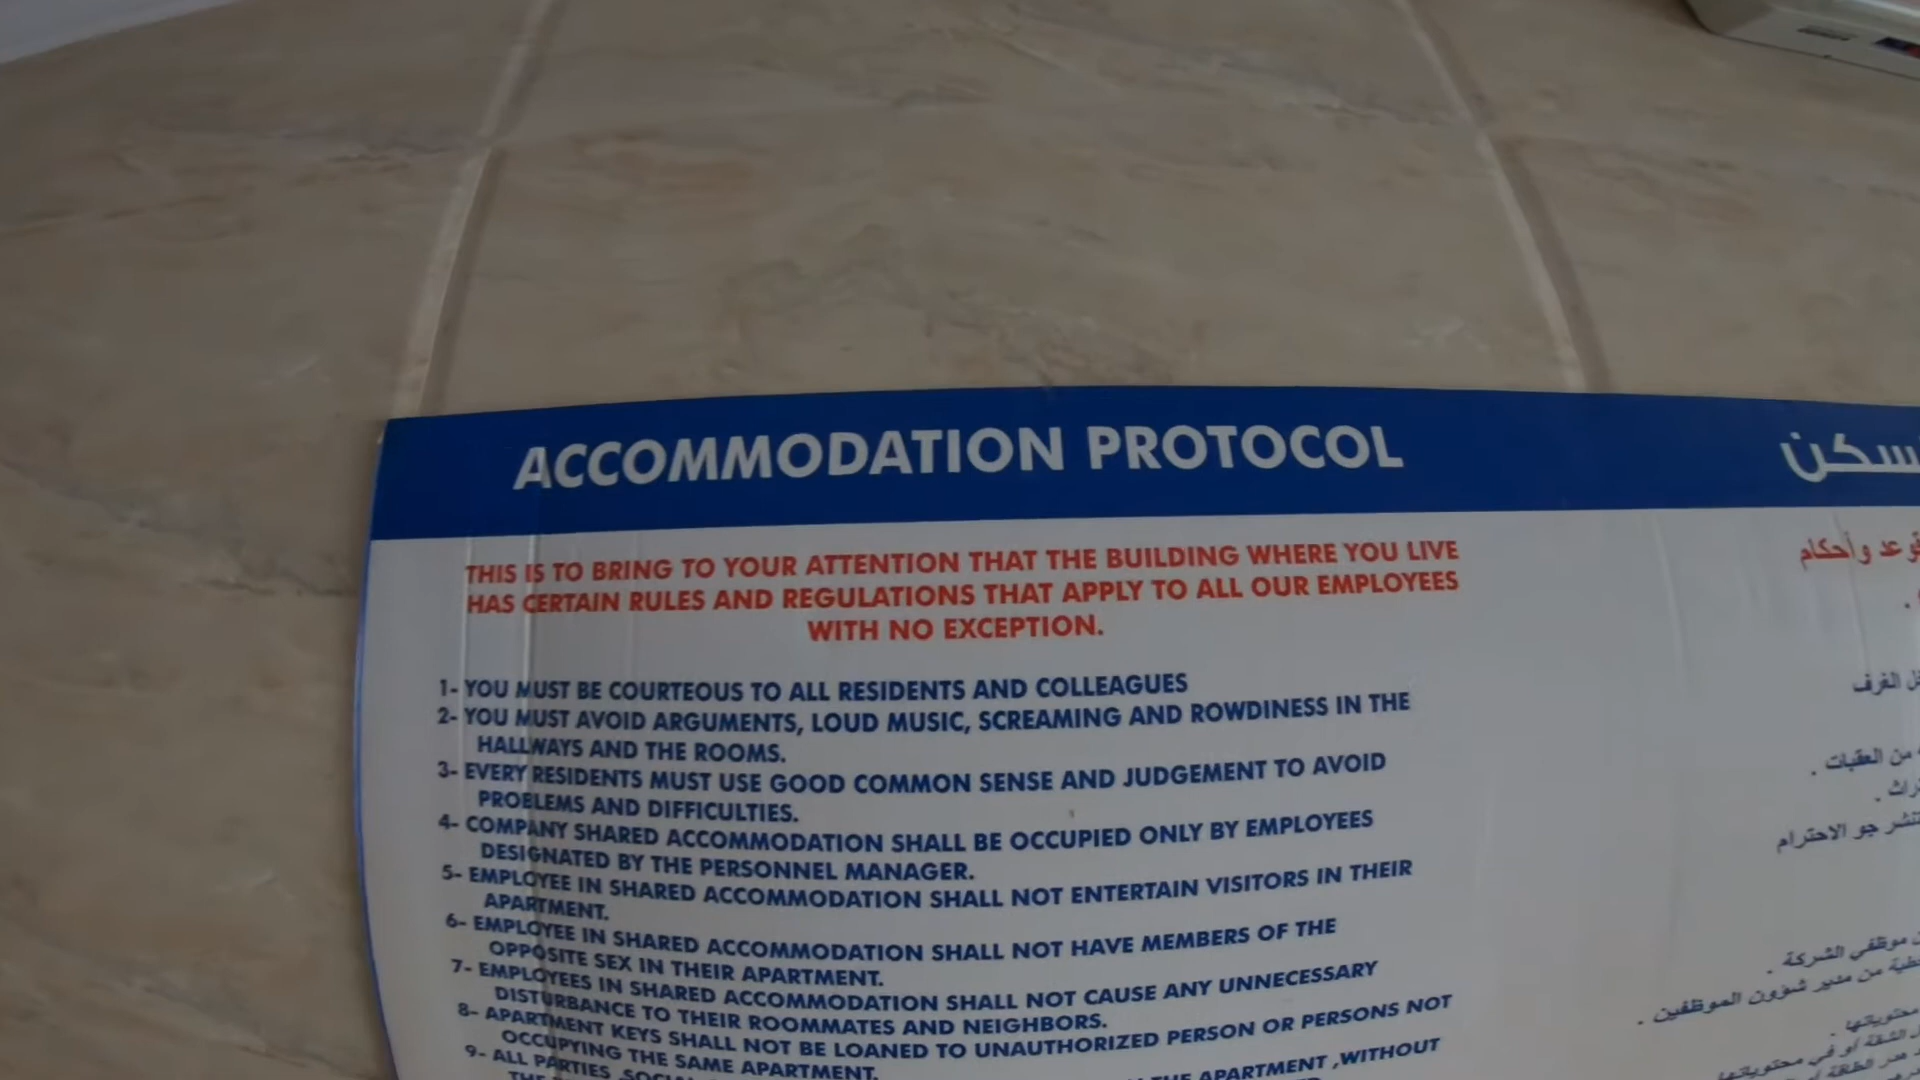 ACCOMMODATION PROTOCOL
THIS IS TO BRING TO YOUR ATTENTION THAT THE BUILDING WHERE YOU LIVE
HAS CERTAIN RULES AND REGULATIONS THAT APPLY TO ALL OUR EMPLOYEES
WITH NO EXCEPTION.
1- YOU MUST BE COURTEOUS TO ALL RESIDENTS AND COLLEAGUES
2- YOU MUST AVOID ARGUMENTS, LOUD MUSIC, SCREAMING AND ROWDINESS IN THE
HALLWAYS AND THE ROOMS.
3- EVERY RESIDENTS MUST USE GOOD COMMON SENSE AND JUDGEMENT TO AVOID
PROBLEMS AND DIFFICULTIES.
4- COMPANY SHARED ACCOMMODATION SHALL BE OCCUPIED ONLY BY EMPLOYEES
DESIGNATED BY THE PERSONNEL MANAGER.
5- EMPLOYEE IN SHARED ACCOMMODATION SHALL NOT ENTERTAIN VISITORS IN THEIR
APARTMENT.
6- EMPLOYEE IN SHARED ACCOMMODATION SHALL NOT HAVE MEMBERS OF THE
OPPOSITE SEX IN THEIR APARTMENT.
7- EMPLOYEES IN SHARED ACCOMMODATION SHALL NOT CAUSE ANY UNNECESSARY
DISTURBANCE TO THEIR ROOMMATES AND NEIGHBORS.
8- APARTMENT KEYS SHALL NOT BE LOANED TO UNAUTHORIZED PERSON OR PERSONS NOT
OCCUPYING THE SAME APARTMENT.
9- ALL PARTIES APARTMENT ,WITHOUT
وأحكام
الغرف
من العقبات .
جو الاحترام
موظفي الشركة .
من مدير شؤون الموظفين .
محتوياتها .
الشقة أو في محتوياتها